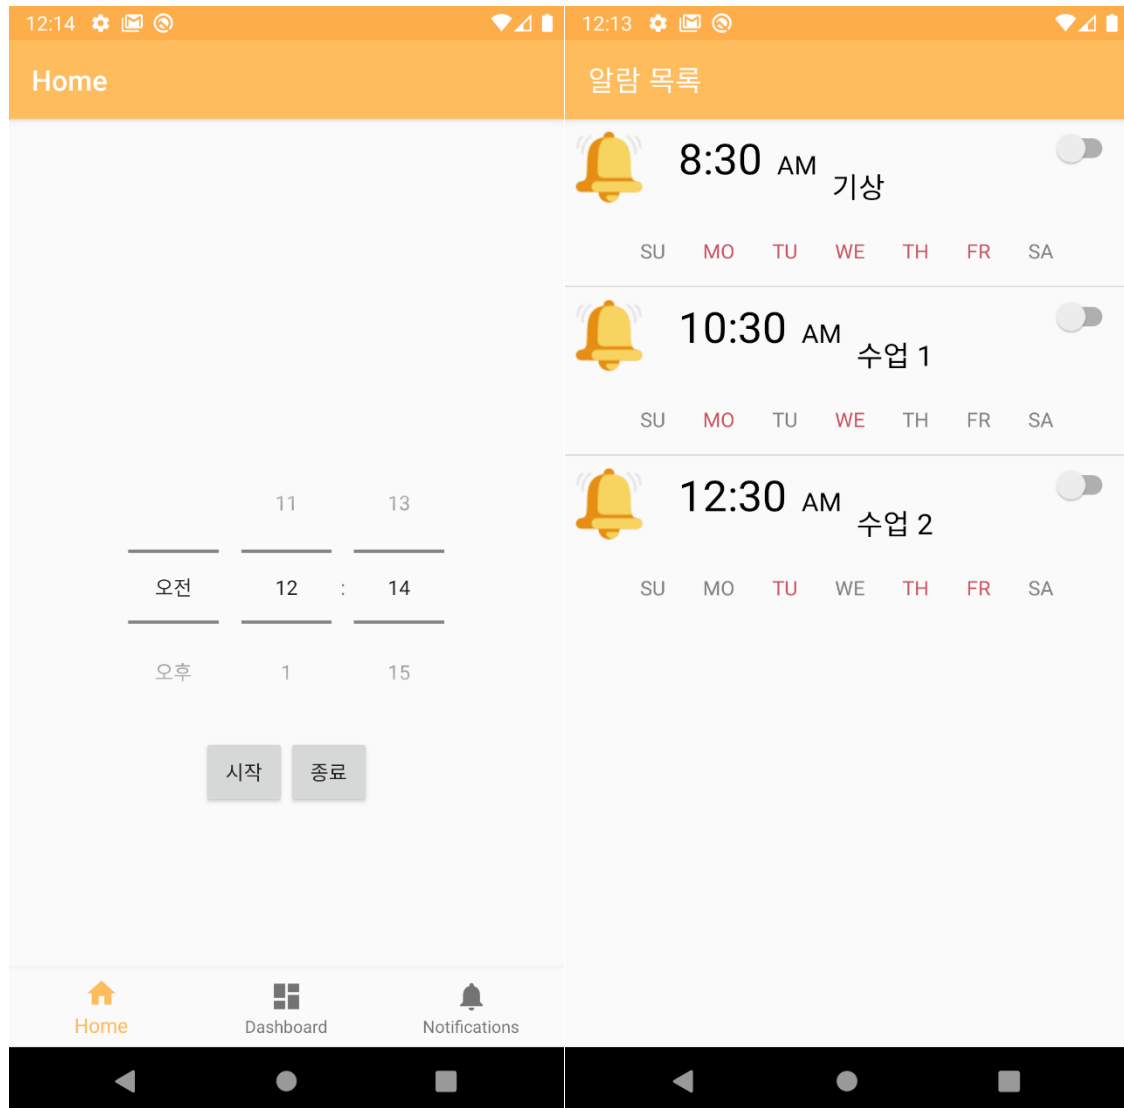 12:14
Home
11 13
오전 12 : 14
오후 1 15
시작 종료
Home Dashboard Notifications
12:13
알람 목록
8:30 AM 기상
SU MO TU WE TH FR SA
10:30 AM 수업 1
SU MO TU WE TH FR SA
12:30 AM 수업 2
SU MO TU WE TH FR SA